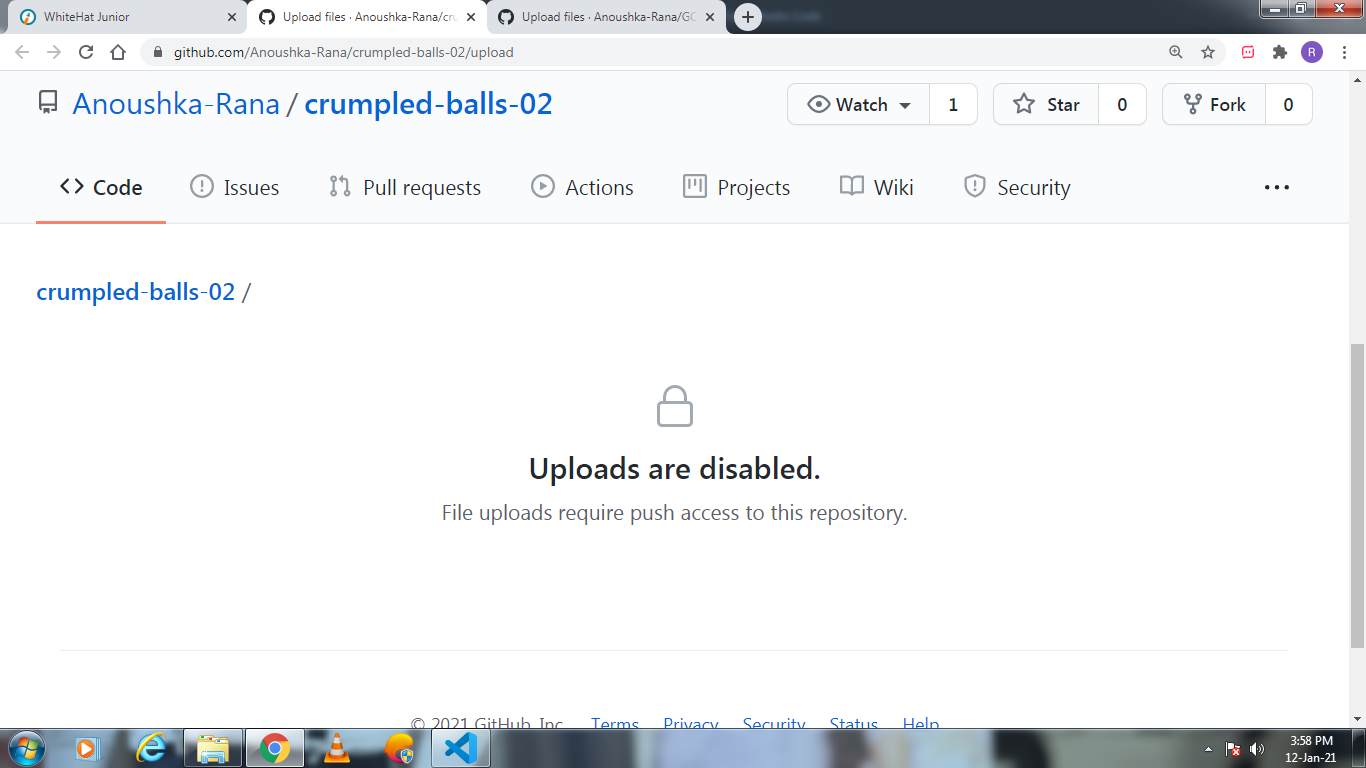 WhiteHat Junior
Upload files · Anoushka-Rana/cru
Upload files · Anoushka-Rana/GC
github.com/Anoushka-Rana/crumpled-balls-02/upload
R
Anoushka-Rana / crumpled-balls-02
Watch 1
Star 0
Fork 0
Code Issues Pull requests Actions Projects Wiki Security
crumpled-balls-02 /
Uploads are disabled.
File uploads require push access to this repository.
© 2021 GitHub, Inc. Terms Privacy Security Status Help
3:58 PM
12-Jan-21